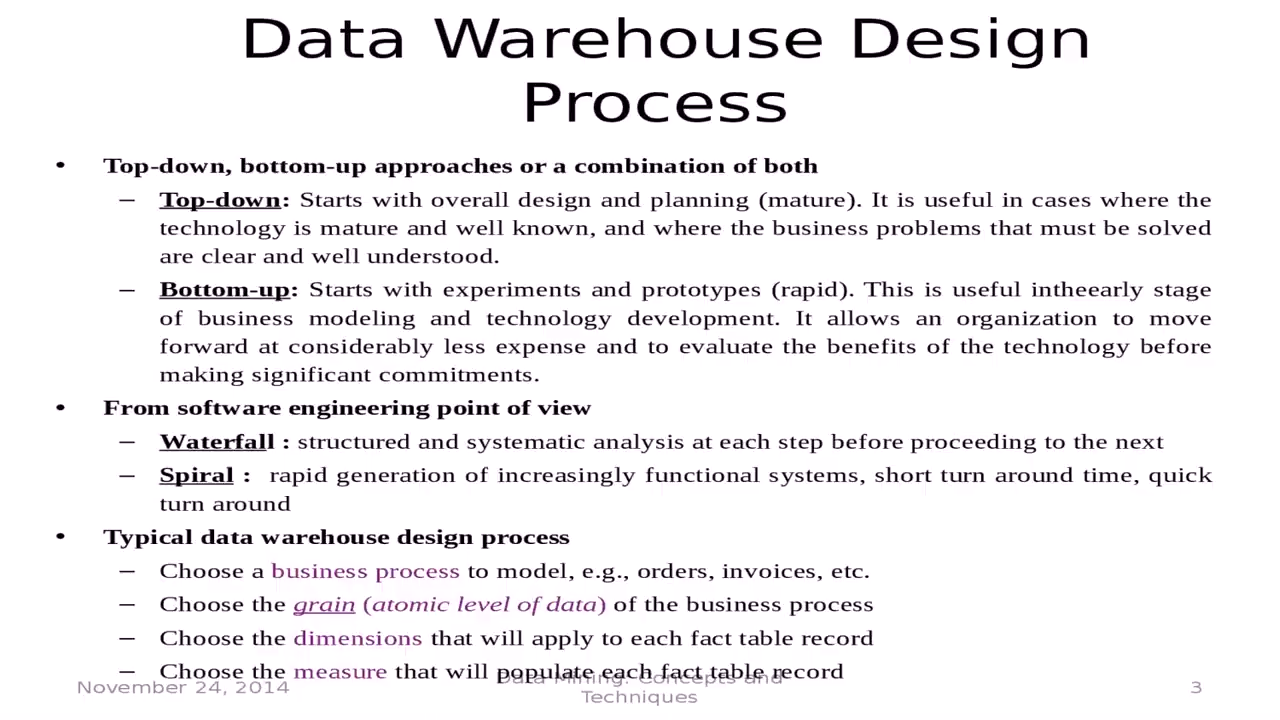 Data Warehouse Design
Process
• Top-down, bottom-up approaches or a combination of both
– Top-down: Starts with overall design and planning (mature). It is useful in cases where the
technology is mature and well known, and where the business problems that must be solved
are clear and well understood.
– Bottom-up: Starts with experiments and prototypes (rapid). This is useful intheearly stage
of business modeling and technology development. It allows an organization to move
forward at considerably less expense and to evaluate the benefits of the technology before
making significant commitments.
• From software engineering point of view
– Waterfall : structured and systematic analysis at each step before proceeding to the next
– Spiral : rapid generation of increasingly functional systems, short turn around time, quick
turn around
• Typical data warehouse design process
– Choose a business process to model, e.g., orders, invoices, etc.
– Choose the grain (atomic level of data) of the business process
– Choose the dimensions that will apply to each fact table record
– Choose the measure that will populate each fact table record
November 24, 2014
Data Mining: Concepts and
Techniques
3